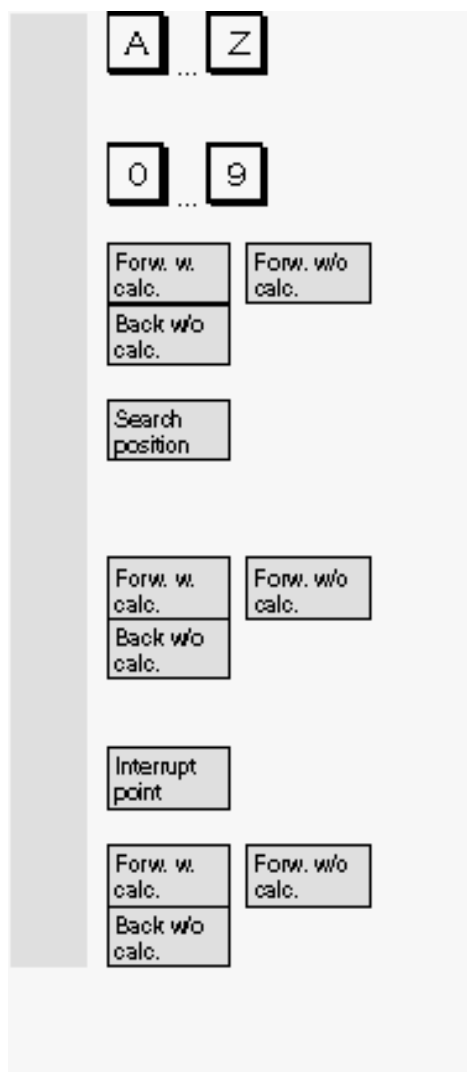 A ... Z
0 ... 9
Forw. w. calc.
Forw. w/o calc.
Back w/o calc.
Search position
Forw. w. calc.
Forw. w/o calc.
Back w/o calc.
Interrupt point
Forw. w. calc.
Forw. w/o calc.
Back w/o calc.